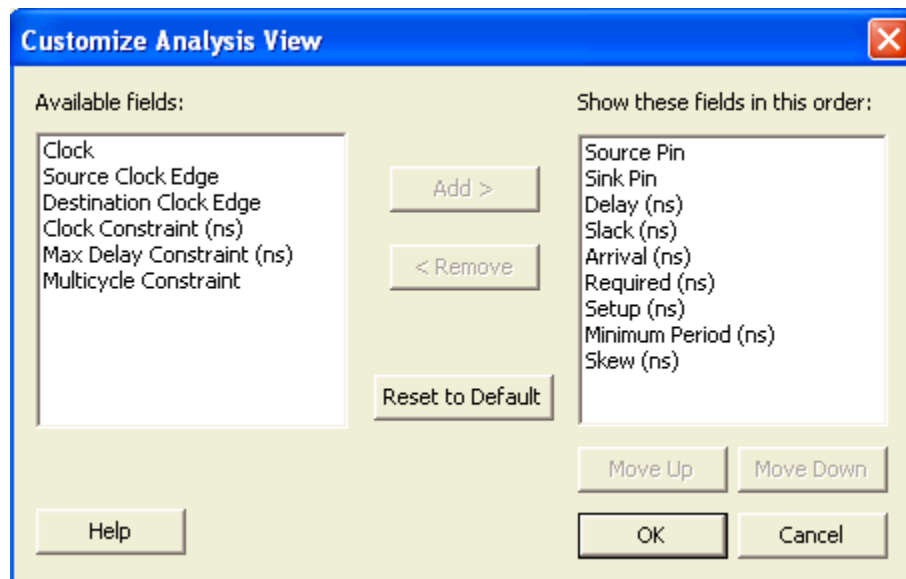 Customize Analysis View
Available fields:
Clock
Source Clock Edge
Destination Clock Edge
Clock Constraint (ns)
Max Delay Constraint (ns)
Multicycle Constraint
Add >
< Remove
Reset to Default
Show these fields in this order:
Source Pin
Sink Pin
Delay (ns)
Slack (ns)
Arrival (ns)
Required (ns)
Setup (ns)
Minimum Period (ns)
Skew (ns)
Move Up
Move Down
Help
OK
Cancel